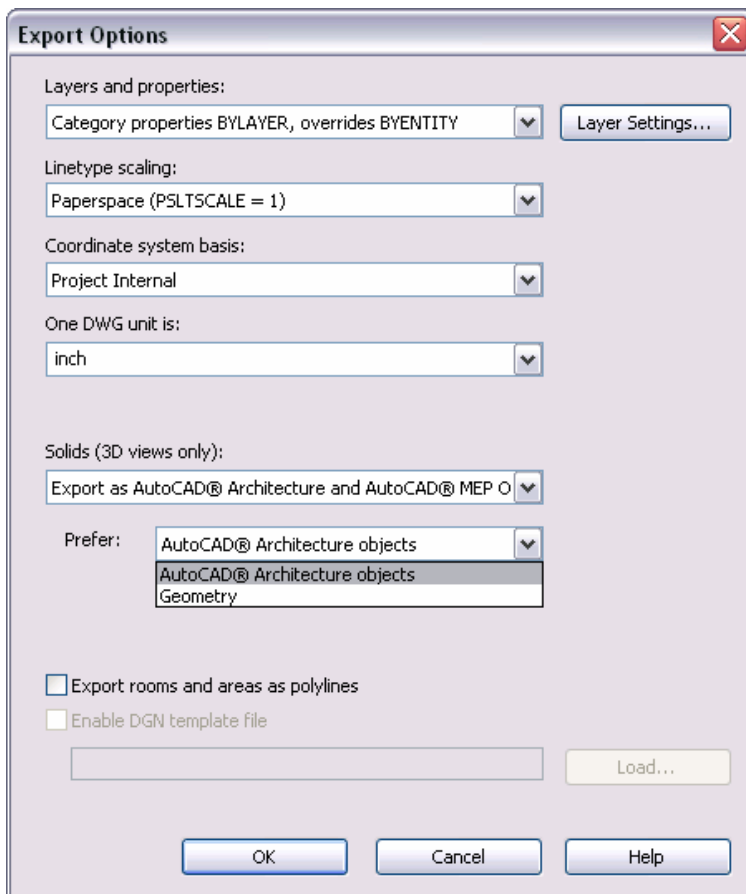 Export Options
Layers and properties:
Category properties BYLAYER, overrides BYENTITY
Layer Settings...
Linetype scaling:
Paperspace (PSLTSCALE = 1)
Coordinate system basis:
Project Internal
One DWG unit is:
inch
Solids (3D views only):
Export as AutoCAD® Architecture and AutoCAD® MEP O
Prefer:
AutoCAD® Architecture objects
AutoCAD® Architecture objects
Geometry
Export rooms and areas as polylines
Enable DGN template file
Load...
OK
Cancel
Help